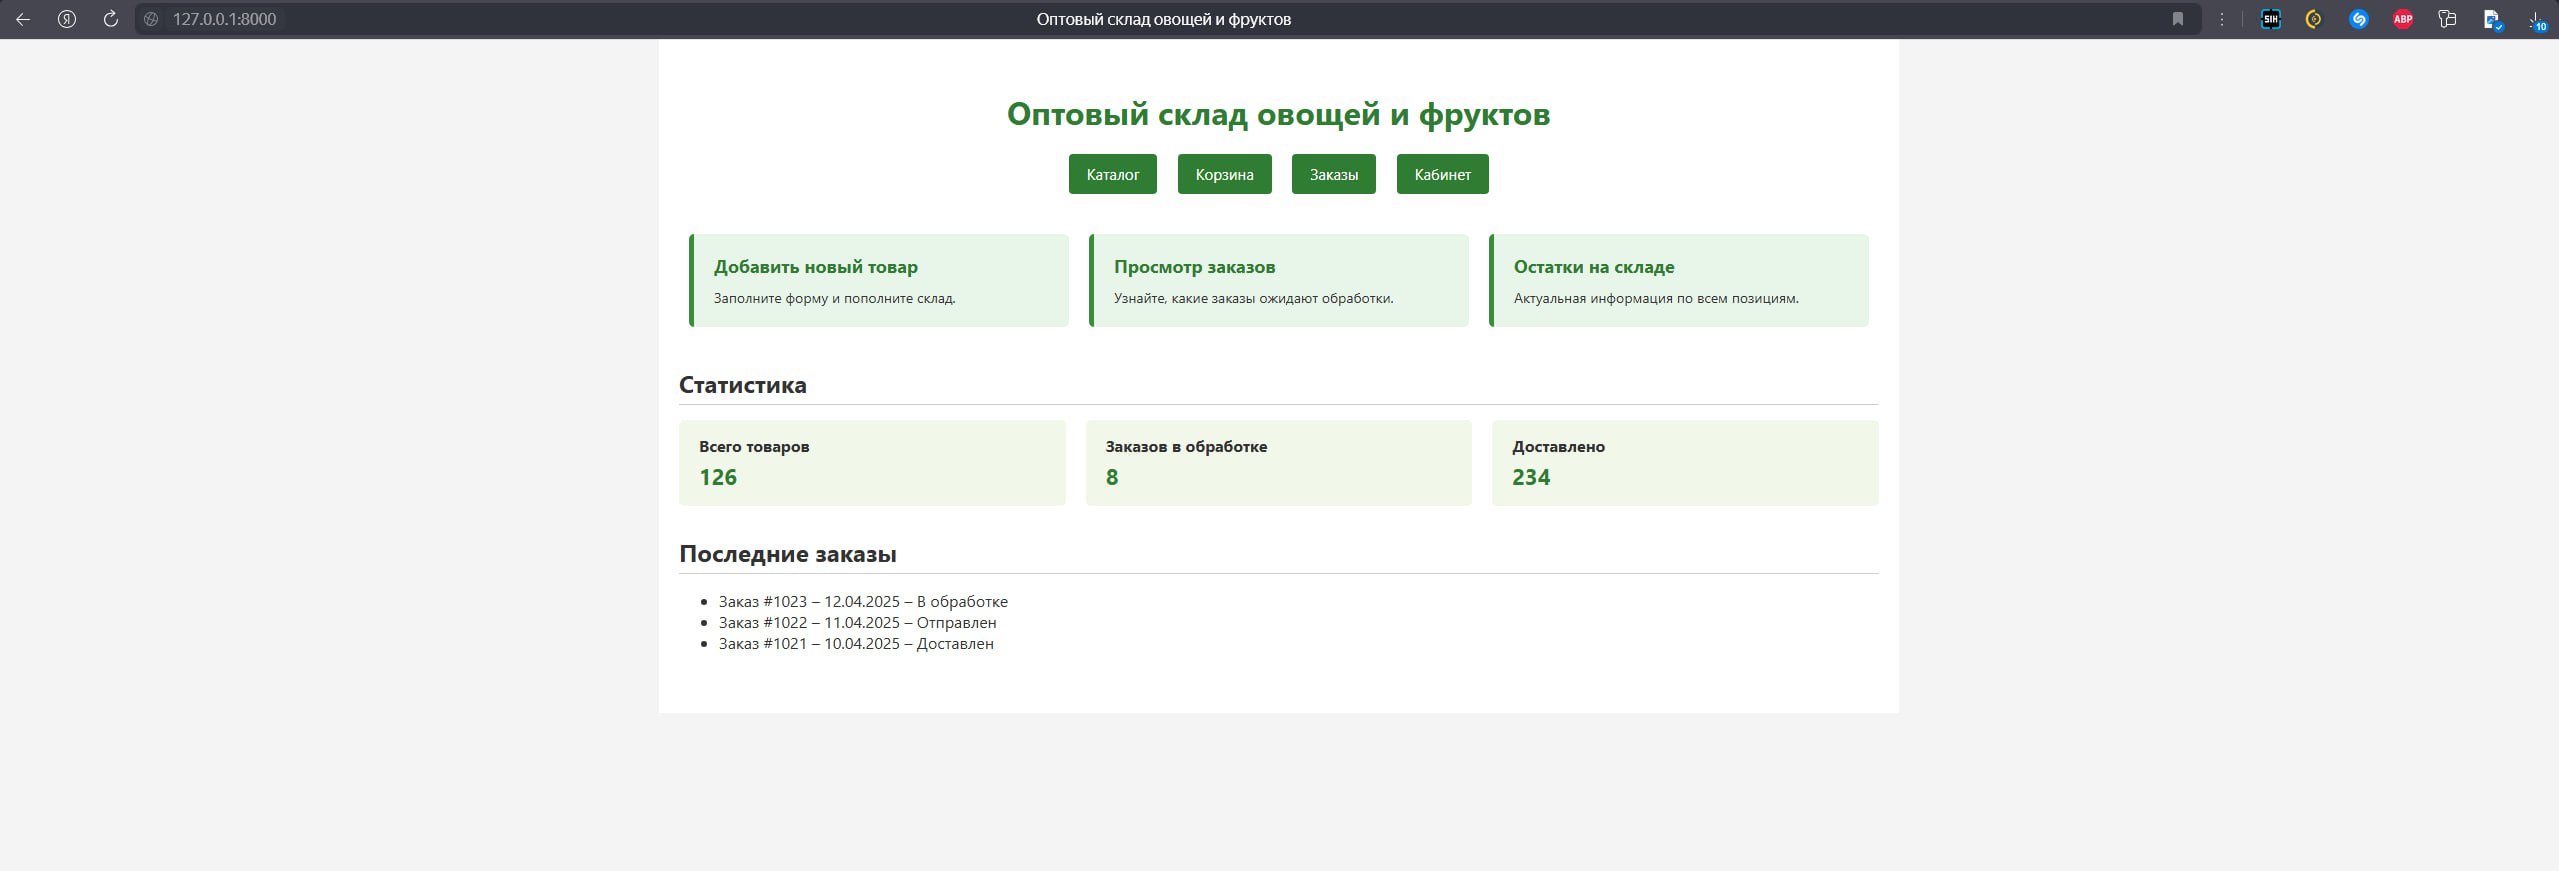 127.0.0.1:8000 Оптовый склад овощей и фруктов SIH ABP 10
Оптовый склад овощей и фруктов
Каталог Корзина Заказы Кабинет
Добавить новый товар Просмотр заказов Остатки на складе
Заполните форму и пополните склад. Узнайте, какие заказы ожидают обработки. Актуальная информация по всем позициям.
Статистика
Всего товаров Заказов в обработке Доставлено
126 8 234
Последние заказы
Заказ #1023 – 12.04.2025 – В обработке
Заказ #1022 – 11.04.2025 – Отправлен
Заказ #1021 – 10.04.2025 – Доставлен